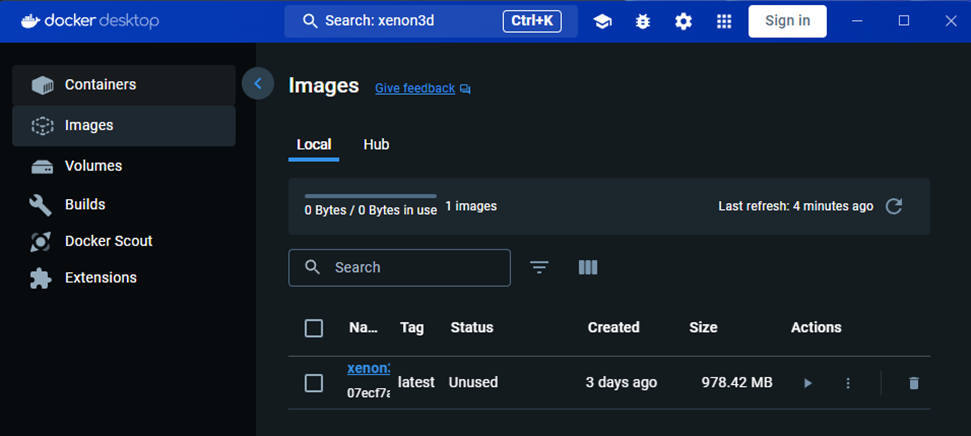 docker desktop
Search: xenon3d
Ctrl+K
Sign in
Containers
Images
Volumes
Builds
Docker Scout
Extensions
Images
Give feedback
Local
Hub
0 Bytes / 0 Bytes in use
1 images
Last refresh: 4 minutes ago
Search
Na... Tag Status Created Size Actions
xenon3
latest Unused 3 days ago 978.42 MB
07ecf7a